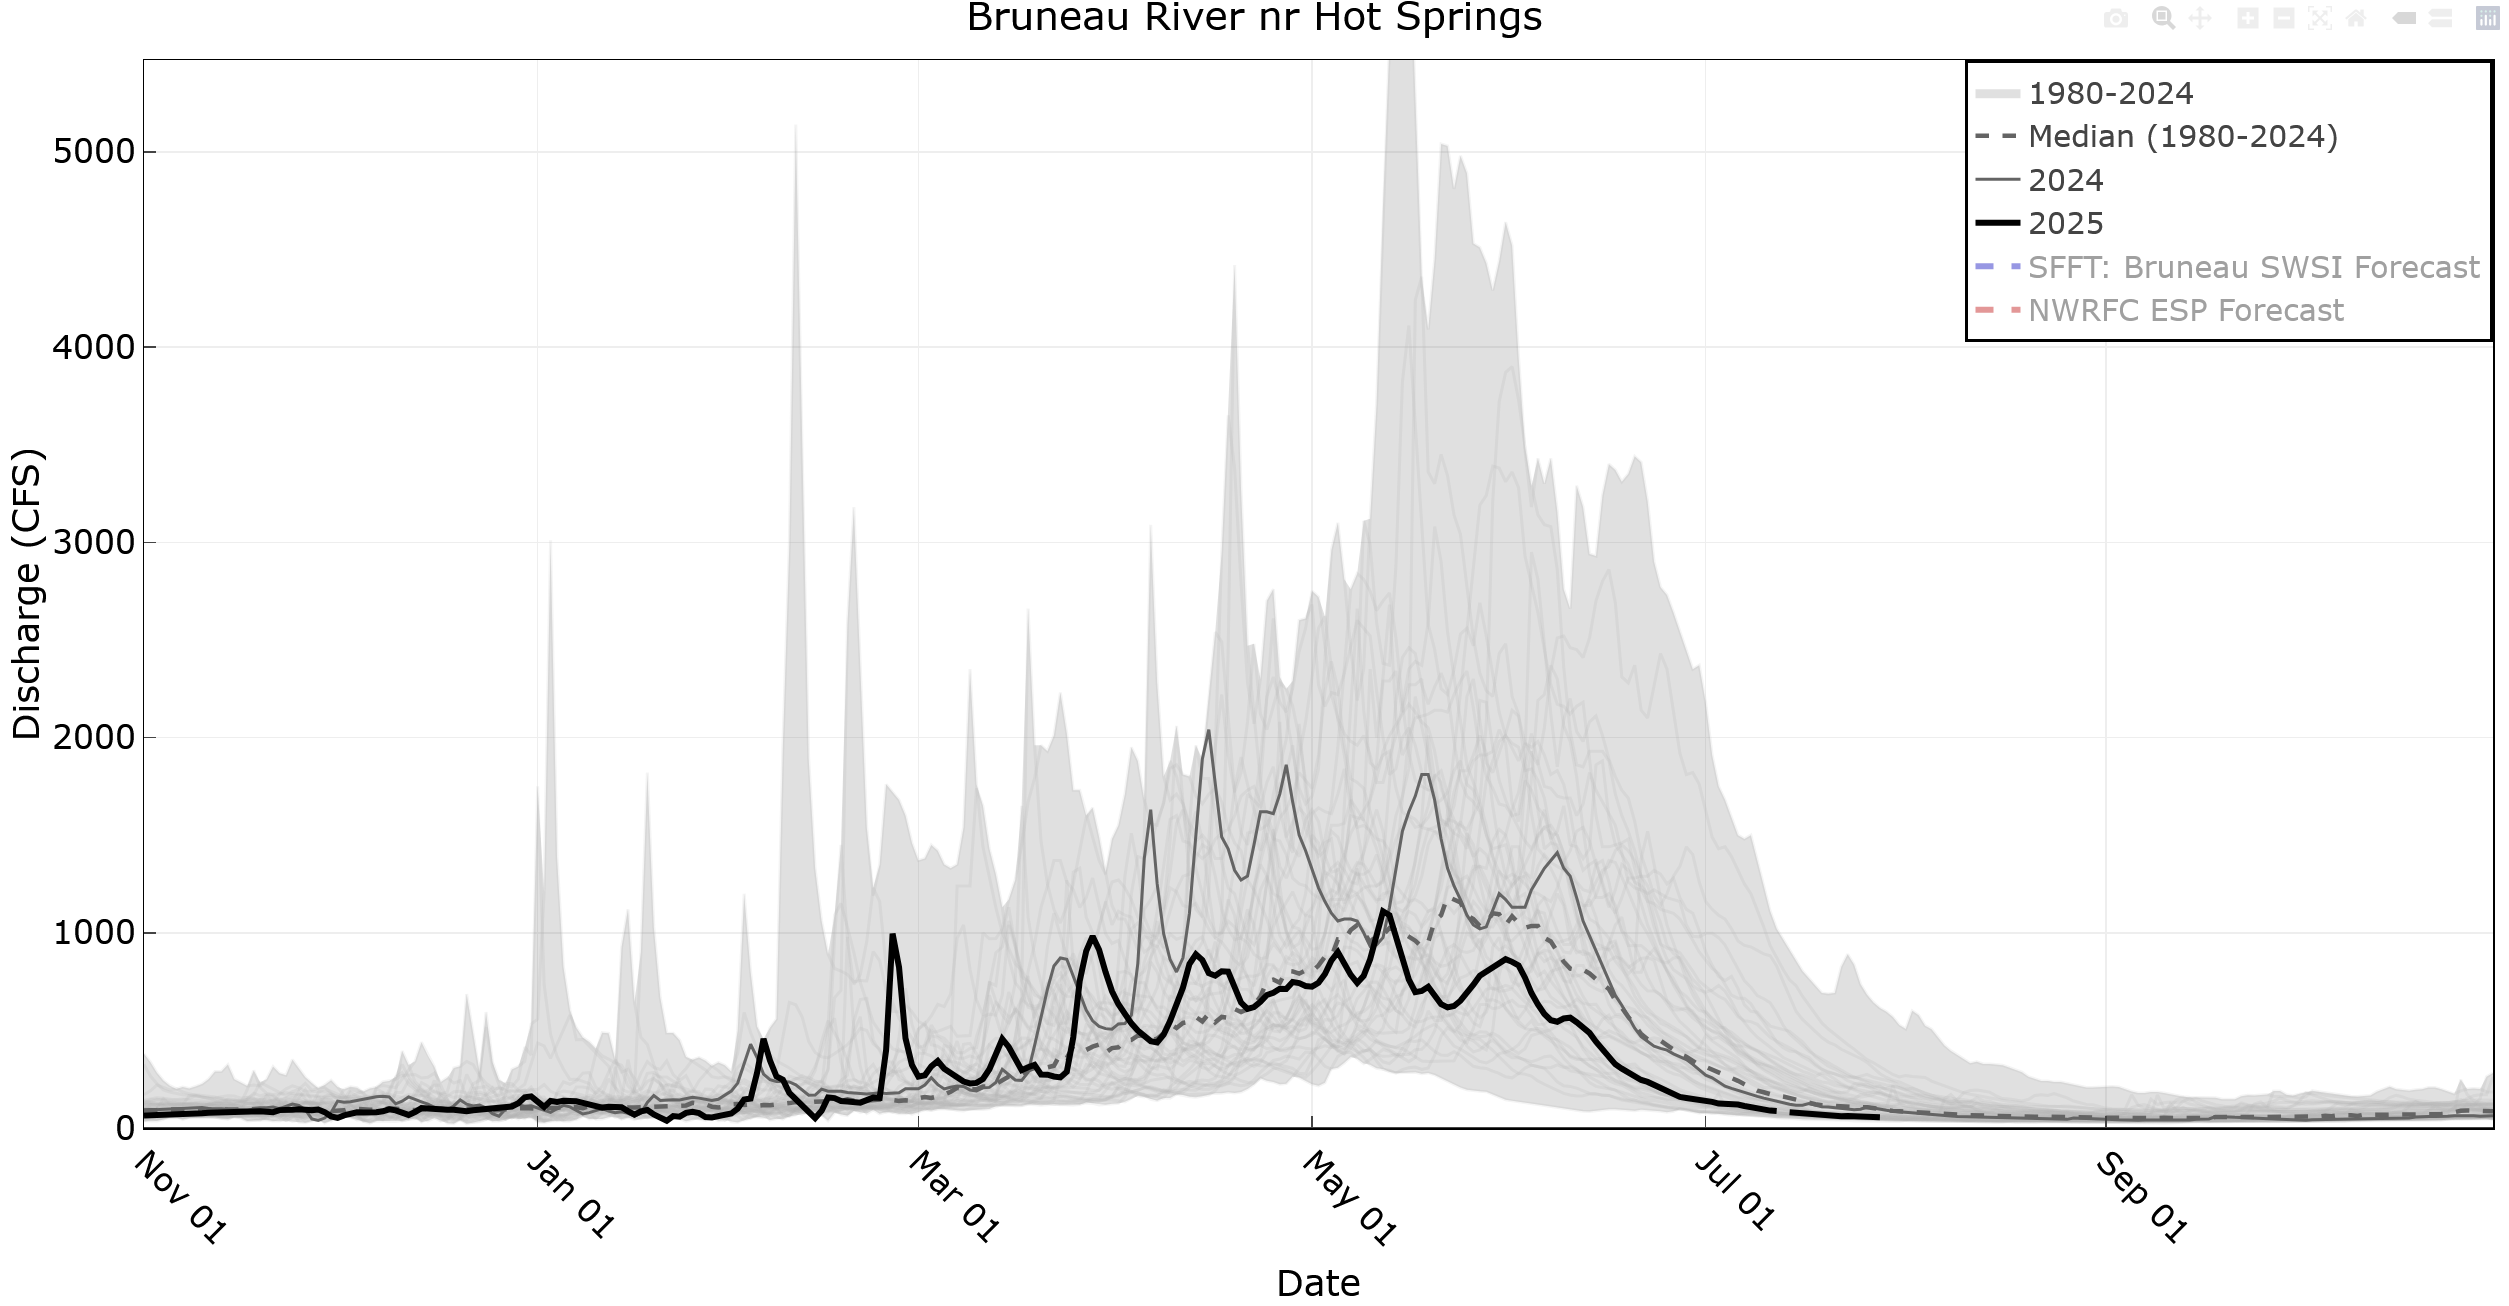 Bruneau River nr Hot Springs
1980-2024
Median (1980-2024)
2024
2025
SFFT: Bruneau SWSI Forecast
NWRFC ESP Forecast
Discharge (CFS)
5000
4000
3000
2000
1000
0
Nov 01
Jan 01
Mar 01
May 01
Jul 01
Sep 01
Date